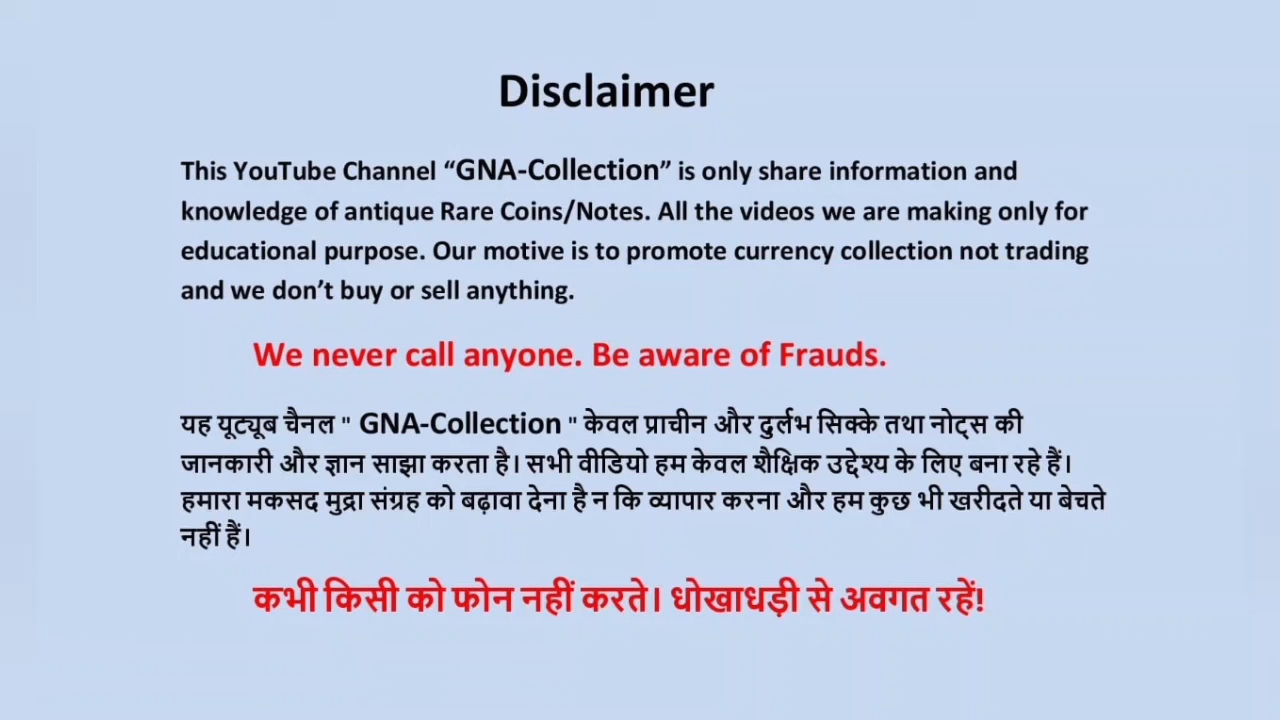 Disclaimer
This YouTube Channel “GNA-Collection” is only share information and
knowledge of antique Rare Coins/Notes. All the videos we are making only for
educational purpose. Our motive is to promote currency collection not trading
and we don’t buy or sell anything.
We never call anyone. Be aware of Frauds.
यह यूट्यूब चैनल " GNA-Collection " केवल प्राचीन और दुर्लभ सिक्के तथा नोट्स की
जानकारी और ज्ञान साझा करता है। सभी वीडियो हम केवल शैक्षिक उद्देश्य के लिए बना रहे हैं।
हमारा मकसद मुद्रा संग्रह को बढ़ावा देना है न कि व्यापार करना और हम कुछ भी खरीदते या बेचते
नहीं हैं।
कभी किसी को फोन नहीं करते। धोखाधड़ी से अवगत रहें!